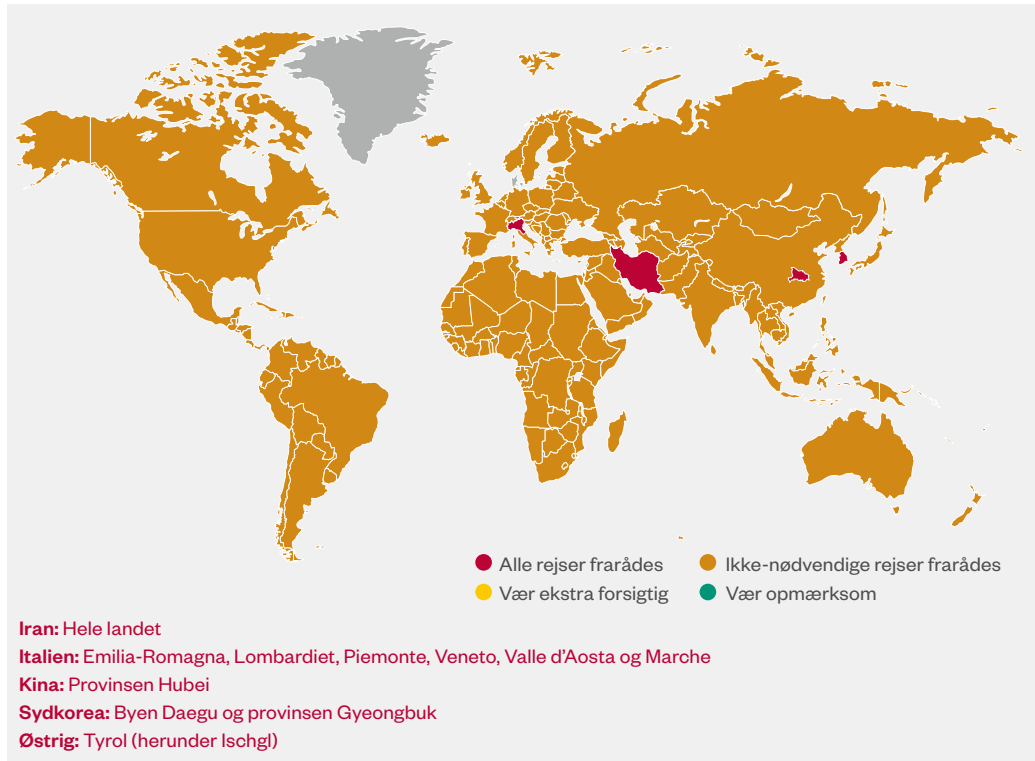 Alle rejser frarådes
Ikke-nødvendige rejser frarådes
Vær ekstra forsigtig
Vær opmærksom
Iran: Hele landet
Italien: Emilia-Romagna, Lombardiet, Piemonte, Veneto, Valle d’Aosta og Marche
Kina: Provinsen Hubei
Sydkorea: Byen Daegu og provinsen Gyeongbuk
Østrig: Tyrol (herunder Ischgl)